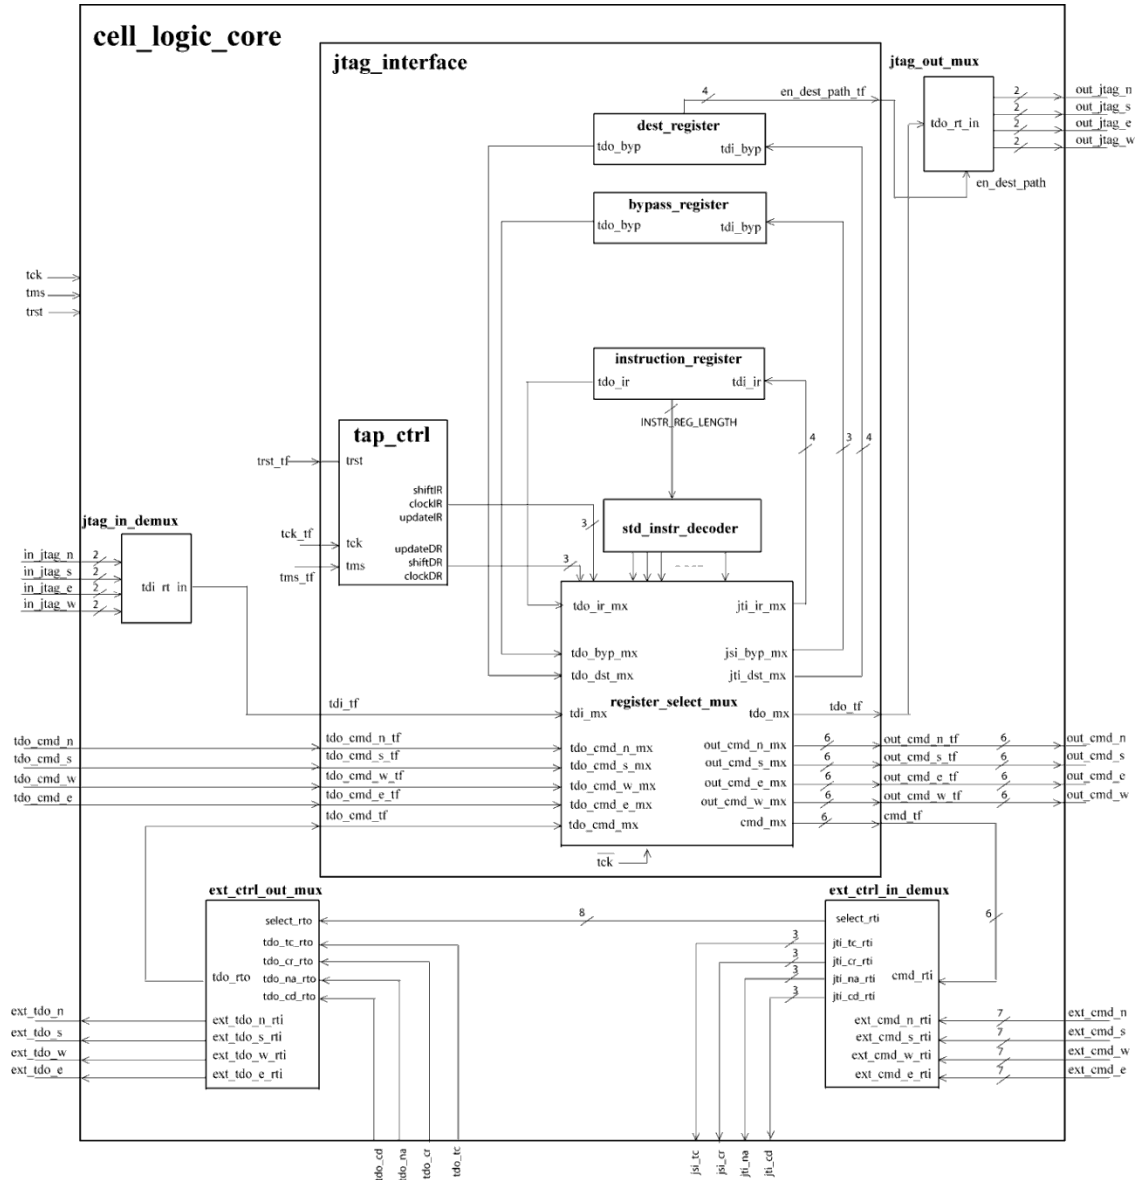 cell_logic_core
jtag_interface
jtag_out_mux
4
en_dest_path_tf
2
out_jtag_n
2
out_jtag_s
2
out_jtag_e
2
out_jtag_w
tdo_rt_in
en_dest_path
dest_register
tdo_byp
tdi_byp
bypass_register
tdo_byp
tdi_byp
tck
tms
trst
instruction_register
tdo_ir
tdi_ir
INSTR_REG_LENGTH
4
3
4
tap_ctrl
trst_tf
trst
shiftIR
clockIR
updateIR
3
tck_tf
tck
updateDR
shiftDR
clockDR
3
tms_tf
tms
std_instr_decoder
jtag_in_demux
in_jtag_n
2
in_jtag_s
2
in_jtag_e
2
in_jtag_w
2
tdi_rt_in
tdo_ir_mx
jti_ir_mx
tdo_byp_mx
jsi_byp_mx
tdo_dst_mx
jti_dst_mx
register_select_mux
tdi_tf
tdi_mx
tdo_mx
tdo_tf
tdo_cmd_n
tdo_cmd_n_tf
tdo_cmd_n_mx
out_cmd_n_mx
6
out_cmd_n_tf
6
out_cmd_n
tdo_cmd_s
tdo_cmd_s_tf
tdo_cmd_s_mx
out_cmd_s_mx
6
out_cmd_s_tf
6
out_cmd_s
tdo_cmd_w
tdo_cmd_w_tf
tdo_cmd_w_mx
out_cmd_e_mx
6
out_cmd_e_tf
6
out_cmd_e
tdo_cmd_e
tdo_cmd_e_tf
tdo_cmd_e_mx
out_cmd_w_mx
6
out_cmd_w_tf
6
out_cmd_w
tdo_cmd_tf
tdo_cmd_mx
cmd_mx
6
cmd_tf
tck
ext_ctrl_out_mux
select_rto
tdo_tc_rto
tdo_cr_rto
tdo_rto
tdo_na_rto
tdo_cd_rto
ext_tdo_n
ext_tdo_n_rti
ext_tdo_s
ext_tdo_s_rti
ext_tdo_w
ext_tdo_w_rti
ext_tdo_e
ext_tdo_e_rti
8
ext_ctrl_in_demux
select_rti
6
3
jti_tc_rti
3
jti_cr_rti
3
jti_na_rti
3
jti_cd_rti
cmd_rti
ext_cmd_n_rti
7
ext_cmd_n
ext_cmd_s_rti
7
ext_cmd_s
ext_cmd_w_rti
7
ext_cmd_w
ext_cmd_e_rti
7
ext_cmd_e
tdo_cd
tdo_na
tdo_cr
tdo_tc
jsi_tc
jsi_cr
jti_na
jti_cd